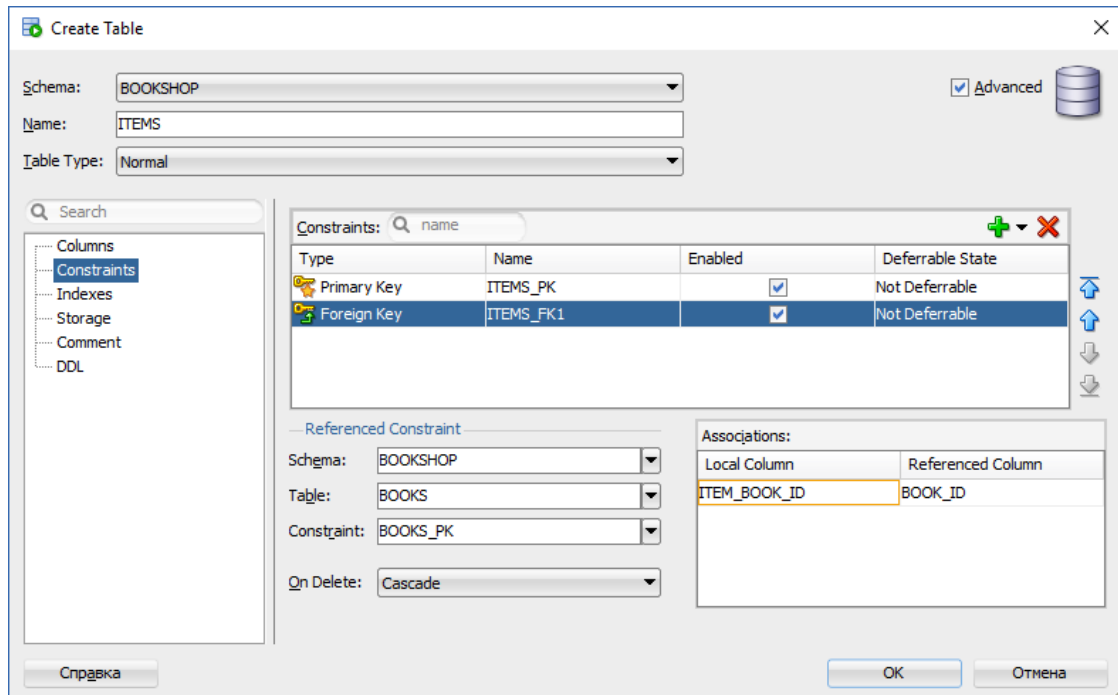 Create Table
Schema: BOOKSHOP Advanced
Name: ITEMS
Table Type: Normal
Search
Columns
Constraints
Indexes
Storage
Comment
DDL
Constraints: name
Type Name Enabled Deferrable State
Primary Key ITEMS_PK Not Deferrable
Foreign Key ITEMS_FK1 Not Deferrable
Referenced Constraint
Schema: BOOKSHOP
Table: BOOKS
Constraint: BOOKS_PK
On Delete: Cascade
Associations:
Local Column Referenced Column
ITEM_BOOK_ID BOOK_ID
Справка OK Отмена